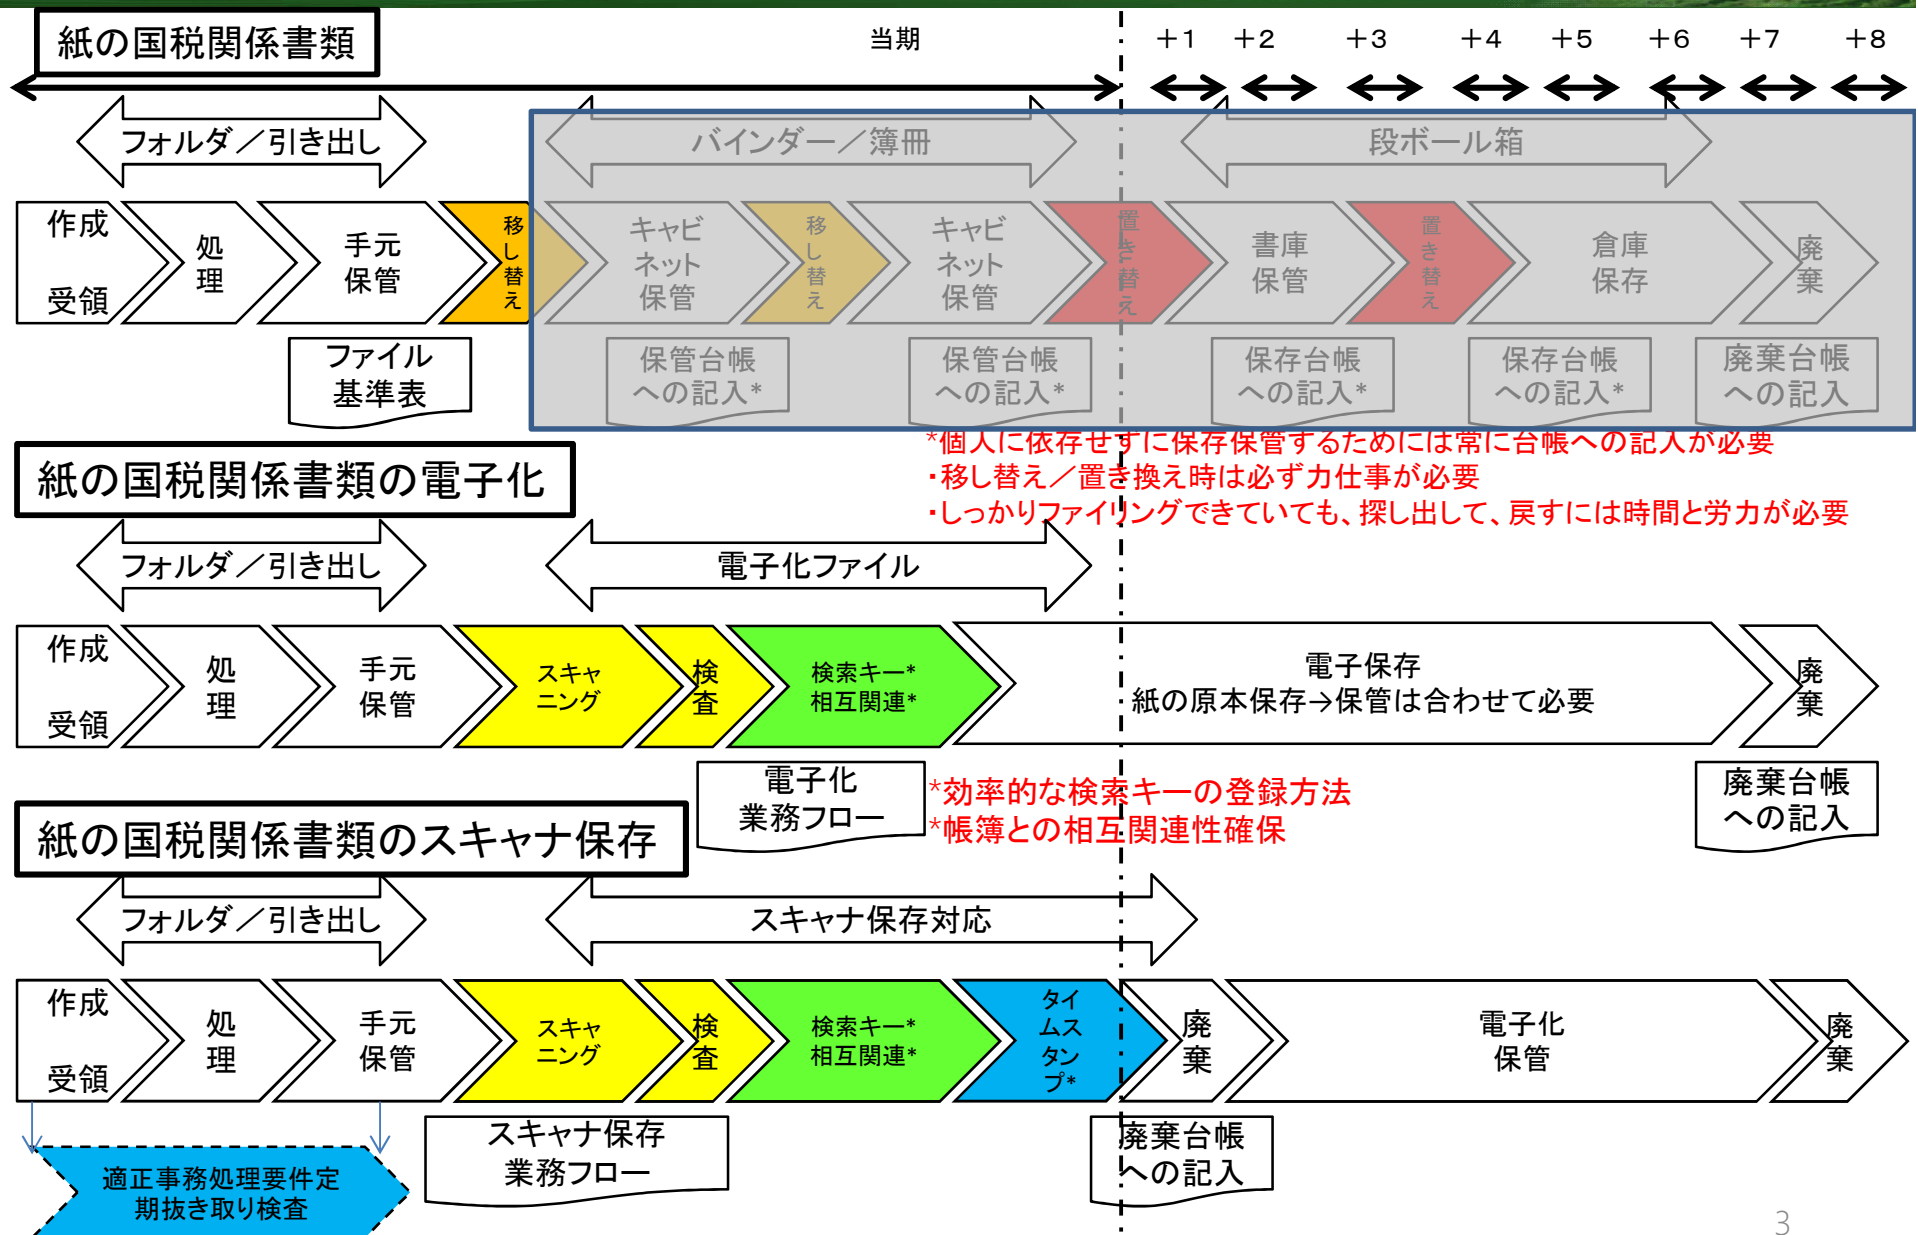 紙の国税関係書類
当期
+1 +2 +3 +4 +5 +6 +7 +8
フォルダ/引き出し
バインダー/簿冊
段ボール箱
作成
受領
処
理
手元
保管
移
し
替
え
キャビ
ネット
保管
移
し
替
え
キャビ
ネット
保管
置
き
替
え
書庫
保管
置
き
替
え
倉庫
保存
廃
棄
ファイル
基準表
保管台帳
への記入*
保管台帳
への記入*
保存台帳
への記入*
保存台帳
への記入*
廃棄台帳
への記入
*個人に依存せずに保存保管するためには常に台帳への記入が必要
・移し替え/置き換え時は必ず力仕事が必要
・しっかりファイリングできていても、探し出して、戻すには時間と労力が必要
紙の国税関係書類の電子化
フォルダ/引き出し
電子化ファイル
作成
受領
処
理
手元
保管
スキャ
ニング
検
査
検索キー*
相互関連*
電子保存
紙の原本保存→保管は合わせて必要
廃
棄
電子化
業務フロー
*効率的な検索キーの登録方法
*帳簿との相互関連性確保
廃棄台帳
への記入
紙の国税関係書類のスキャナ保存
フォルダ/引き出し
スキャナ保存対応
作成
受領
処
理
手元
保管
スキャ
ニング
検
査
検索キー*
相互関連*
タイ
ムス
タン
プ*
廃
棄
電子化
保管
廃
棄
適正事務処理要件定
期抜き取り検査
スキャナ保存
業務フロー
廃棄台帳
への記入
3